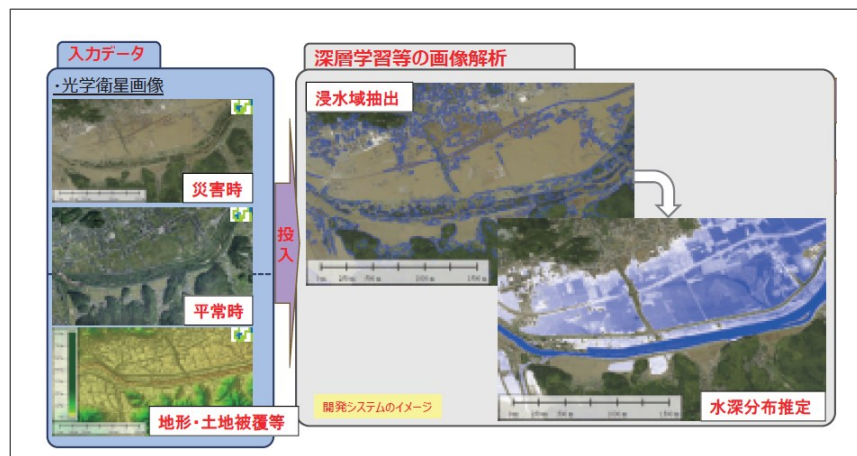 入力データ
・光学衛星画像
災害時
平常時
地形・土地被覆等
投入
深層学習等の画像解析
浸水域抽出
水深分布推定
開発システムのイメージ